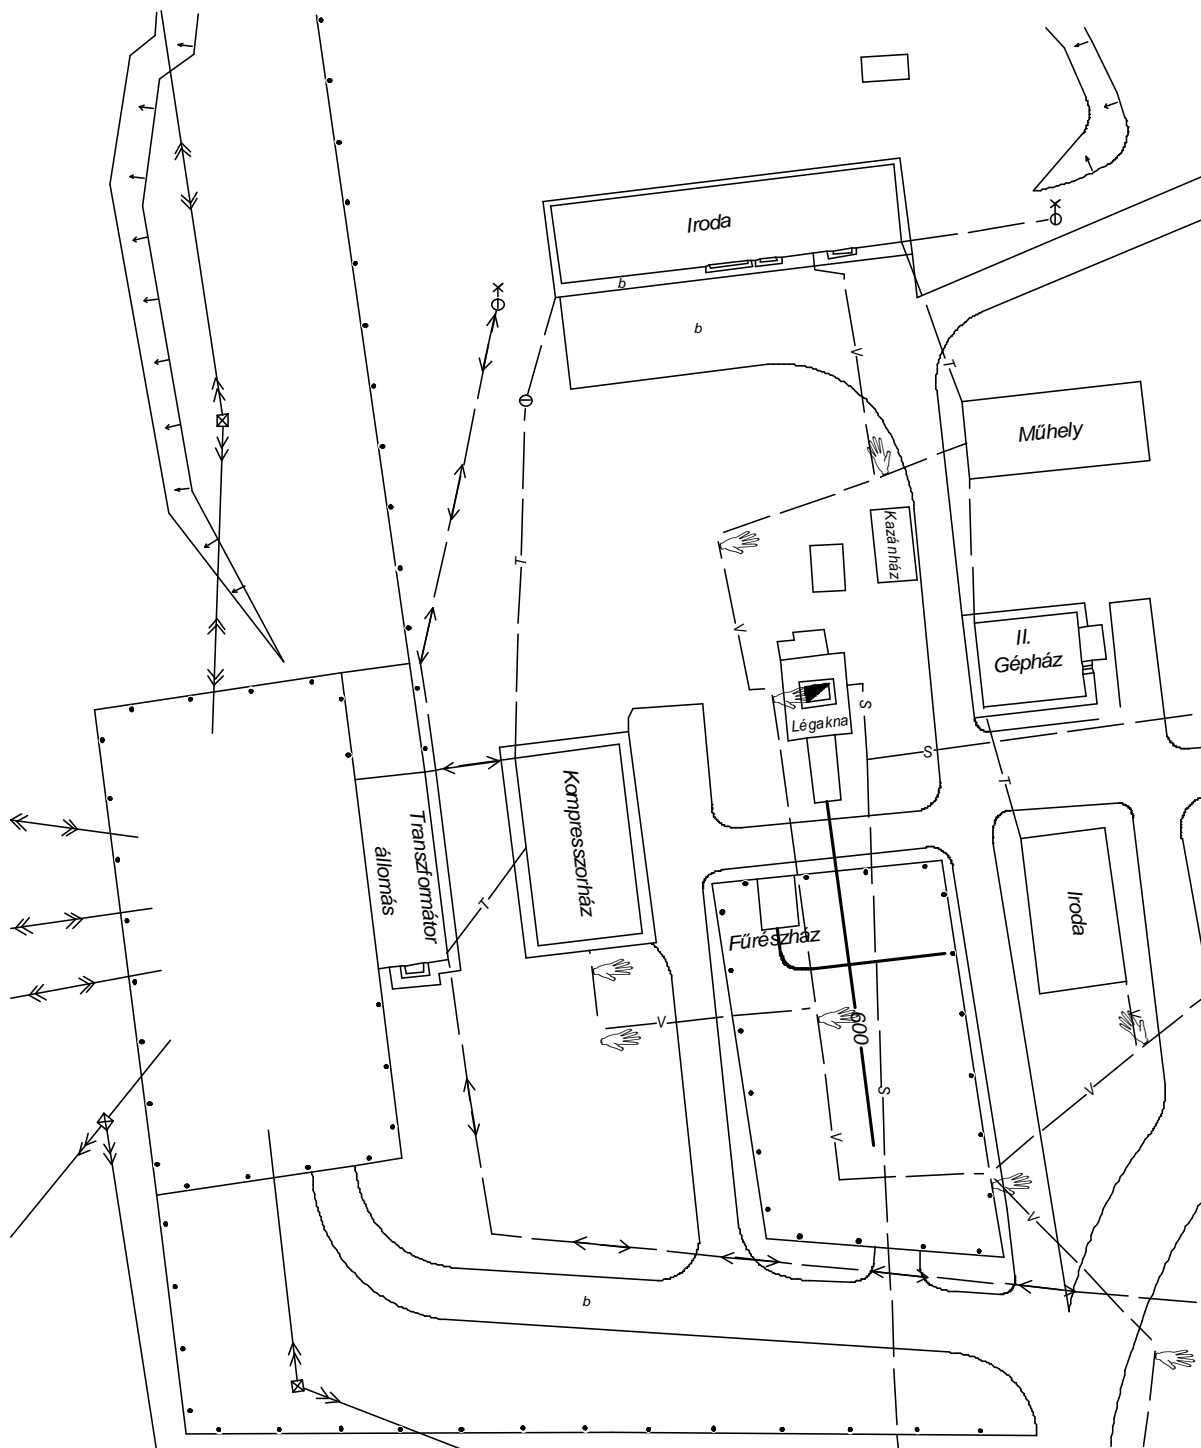 Iroda
b
b
V
T
Műhely
Kazánház
T
V
II.
Gépház
S
Légakna
S
T
Kompresszorház
Transzformátor
állomás
T
Iroda
Fűrészház
V
600
V
S
V
V
V
b